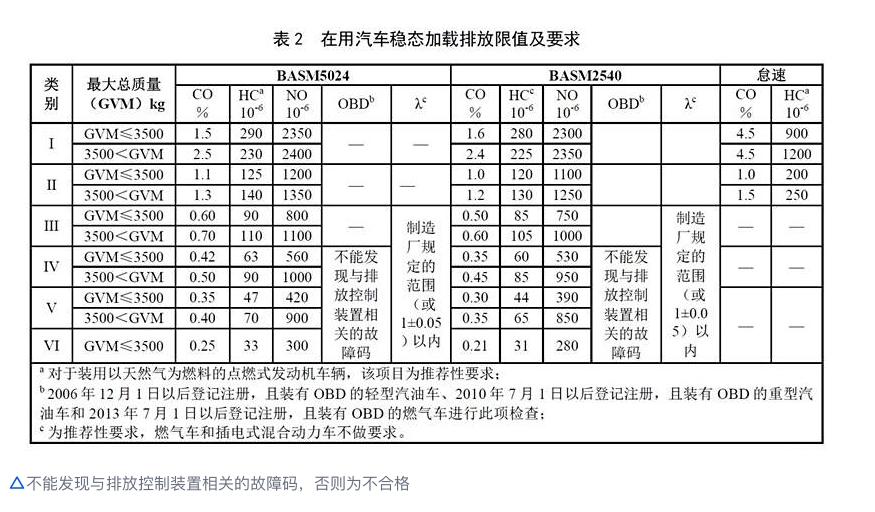 表 2 在用汽车稳态加载排放限值及要求
类别 最大总质量（GVM）kg BASM5024 BASM2540 怠速
CO % HCᵃ 10⁻⁶ NO 10⁻⁶ OBDᵇ λᶜ CO % HCᶜ 10⁻⁶ NO 10⁻⁶ OBDᵇ λᶜ CO % HCᵃ 10⁻⁶
I GVM≤3500 1.5 290 2350 — — 1.6 280 2300 4.5 900
3500＜GVM 2.5 230 2400 2.4 225 2350 4.5 1200
II GVM≤3500 1.1 125 1200 — — 1.0 120 1100 1.0 200
3500＜GVM 1.3 140 1350 1.2 130 1250 1.5 250
III GVM≤3500 0.60 90 800 — 制造厂规定的范围（或1±0.05）以内 0.50 85 750 制造厂规定的范围（或1±0.05）以内 — —
3500＜GVM 0.70 110 1100 0.60 105 1000
IV GVM≤3500 0.42 63 560 不能发现与排放控制装置相关的故障码 0.35 60 530 不能发现与排放控制装置相关的故障码 — —
3500＜GVM 0.50 90 1000 0.45 85 950
V GVM≤3500 0.35 47 420 0.30 44 390 — —
3500＜GVM 0.40 70 900 0.35 65 850
VI GVM≤3500 0.25 33 300 0.21 31 280
ᵃ 对于装用以天然气为燃料的点燃式发动机车辆，该项目为推荐性要求；
ᵇ 2006 年 12 月 1 日以后登记注册，且装有 OBD 的轻型汽油车、2010 年 7 月 1 日以后登记注册，且装有 OBD 的重型汽
油车和 2013 年 7 月 1 日以后登记注册，且装有 OBD 的燃气车进行此项检查；
ᶜ 为推荐性要求，燃气车和插电式混合动力车不做要求。
△不能发现与排放控制装置相关的故障码，否则为不合格